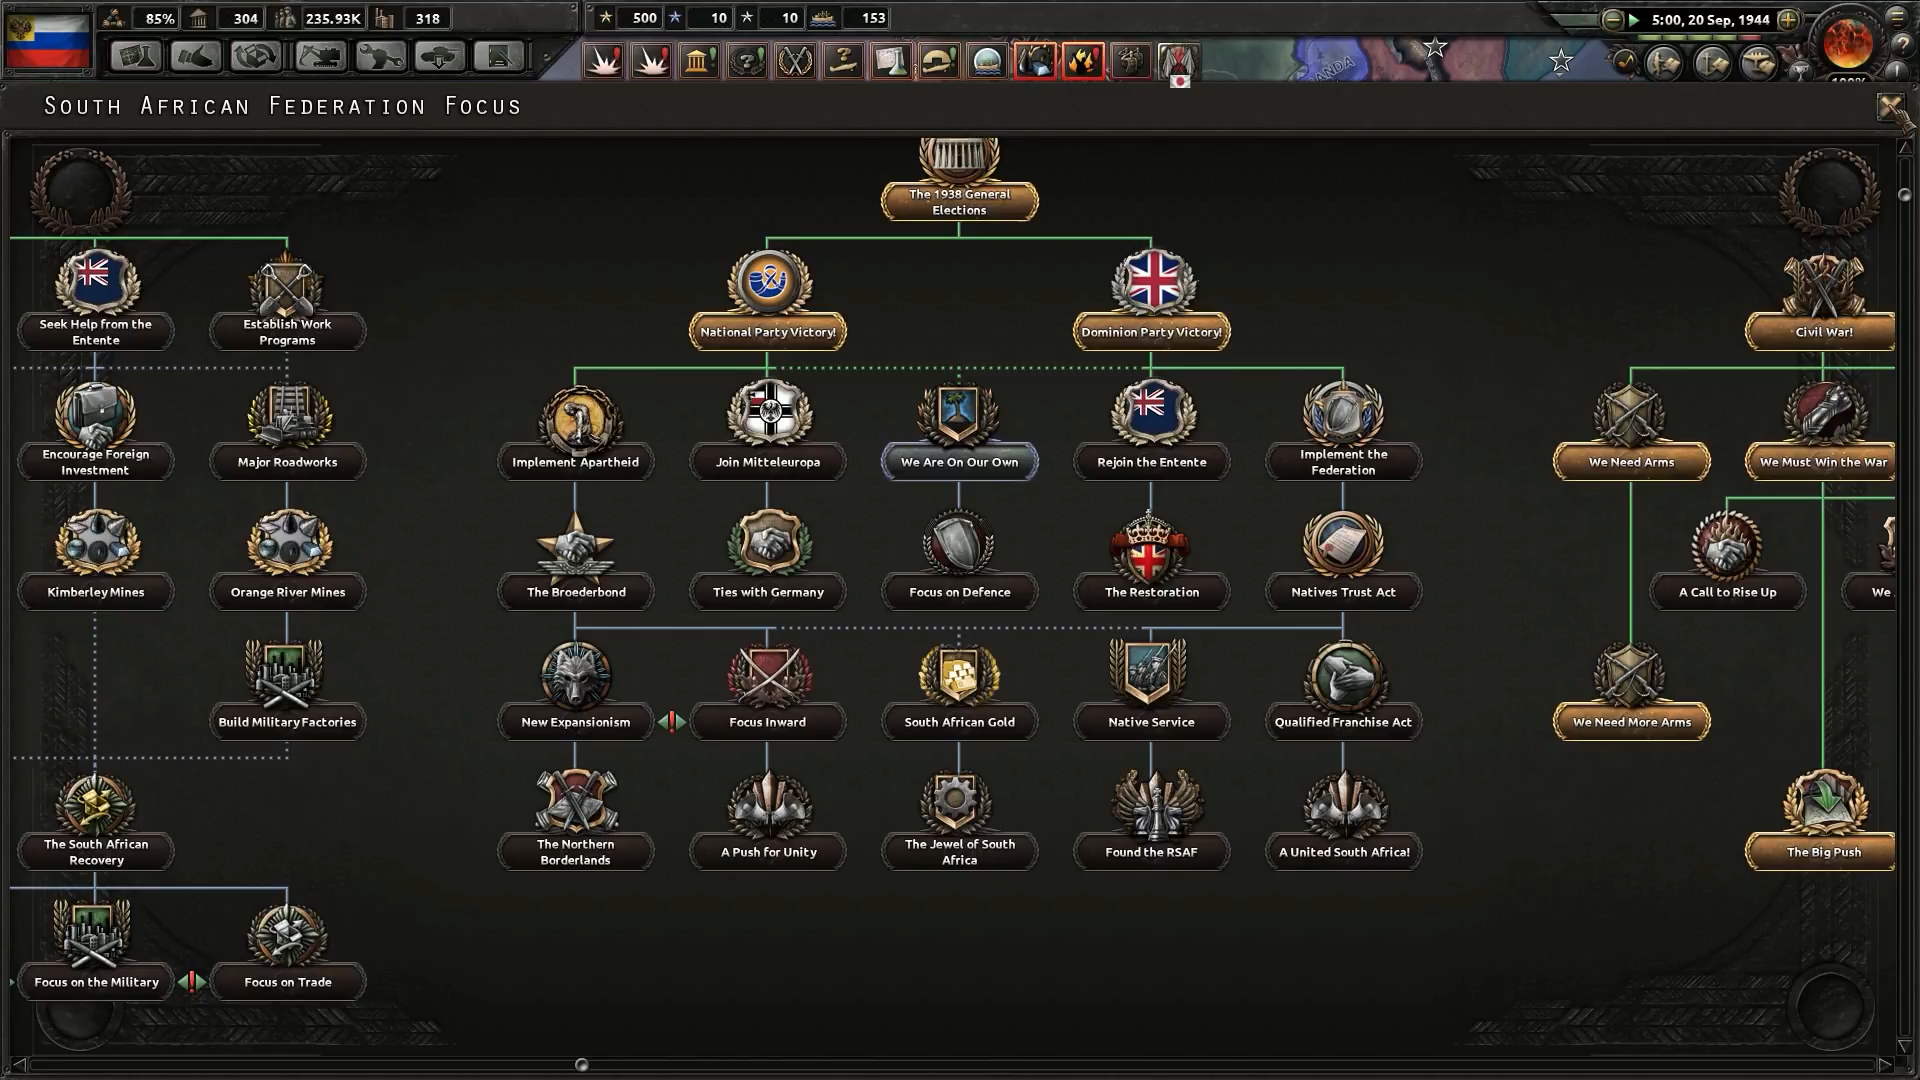 85%
304
235.93K
318
500
10
10
153
5:00, 20 Sep, 1944
SOUTH AFRICAN FEDERATION FOCUS
The 1938 General
Elections
Seek Help from the
Entente
Establish Work
Programs
National Party Victory!
Dominion Party Victory!
Civil War!
Encourage Foreign
Investment
Major Roadworks
Implement Apartheid
Join Mitteleuropa
We Are On Our Own
Rejoin the Entente
Implement the
Federation
We Need Arms
We Must Win the War
Kimberley Mines
Orange River Mines
The Broederbond
Ties with Germany
Focus on Defence
The Restoration
Natives Trust Act
A Call to Rise Up
We
Build Military Factories
New Expansionism
Focus Inward
South African Gold
Native Service
Qualified Franchise Act
We Need More Arms
The South African
Recovery
The Northern
Borderlands
A Push for Unity
The Jewel of South
Africa
Found the RSAF
A United South Africa!
The Big Push
Focus on the Military
Focus on Trade